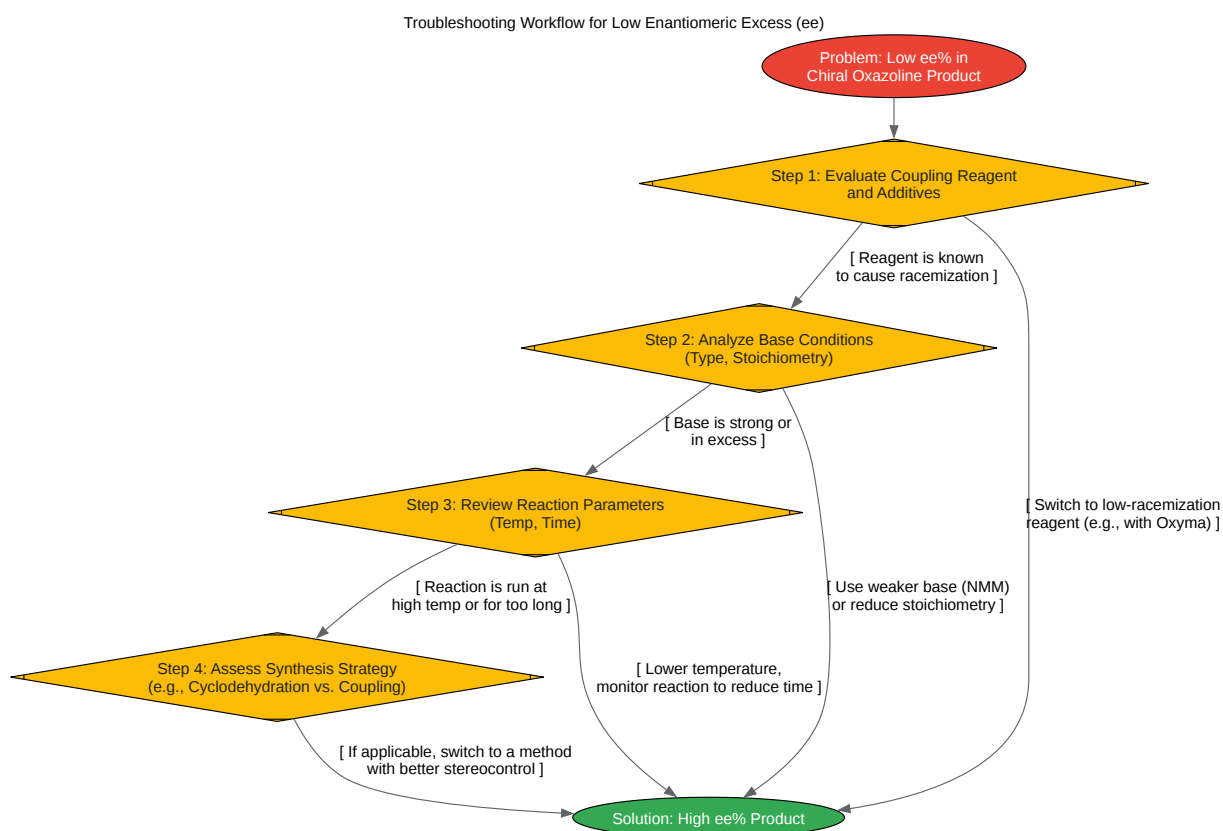 Troubleshooting Workflow for Low Enantiomeric Excess (ee)
Problem: Low ee% in
Chiral Oxazoline Product
Step 1: Evaluate Coupling Reagent
and Additives
[ Reagent is known
to cause racemization ]
Step 2: Analyze Base Conditions
(Type, Stoichiometry)
[ Base is strong or
in excess ]
Step 3: Review Reaction Parameters
(Temp, Time)
[ Switch to low-racemization
reagent (e.g., with Oxyma) ]
[ Reaction is run at
high temp or for too long ]
[ Use weaker base (NMM)
or reduce stoichiometry ]
Step 4: Assess Synthesis Strategy
(e.g., Cyclodehydration vs. Coupling)
[ Lower temperature,
monitor reaction to reduce time ]
[ If applicable, switch to a method
with better stereocontrol ]
Solution: High ee% Product